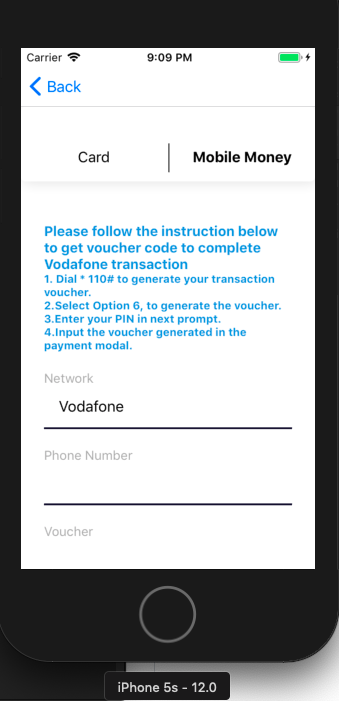 Carrier 9:09 PM
Back
Card Mobile Money
Please follow the instruction below
to get voucher code to complete
Vodafone transaction
1. Dial * 110# to generate your transaction
voucher.
2.Select Option 6, to generate the voucher.
3.Enter your PIN in next prompt.
4.Input the voucher generated in the
payment modal.
Network
Vodafone
Phone Number
Voucher
iPhone 5s - 12.0